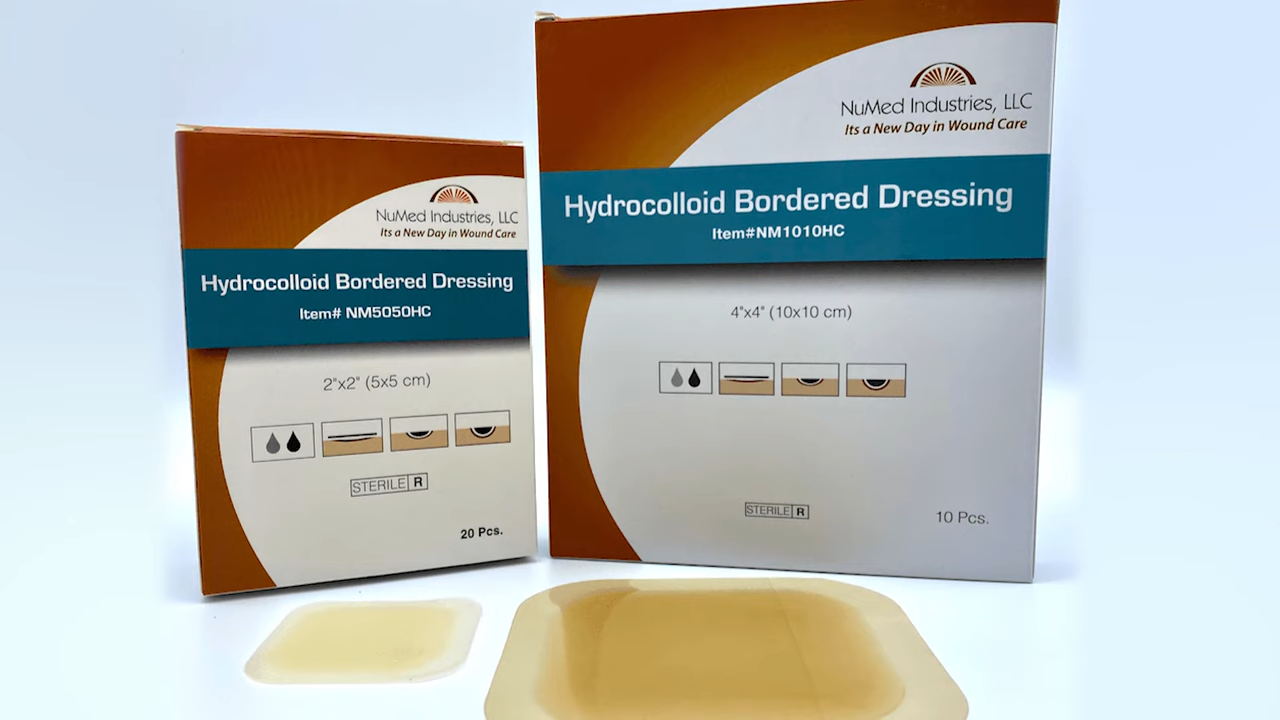 NuMed Industries, LLC
Its a New Day in Wound Care
Hydrocolloid Bordered Dressing
Item# NM5050HC
2"x2" (5x5 cm)
STERILE R
20 Pcs.
NuMed Industries, LLC
Its a New Day in Wound Care
Hydrocolloid Bordered Dressing
Item#NM1010HC
4"x4" (10x10 cm)
STERILE R
10 Pcs.